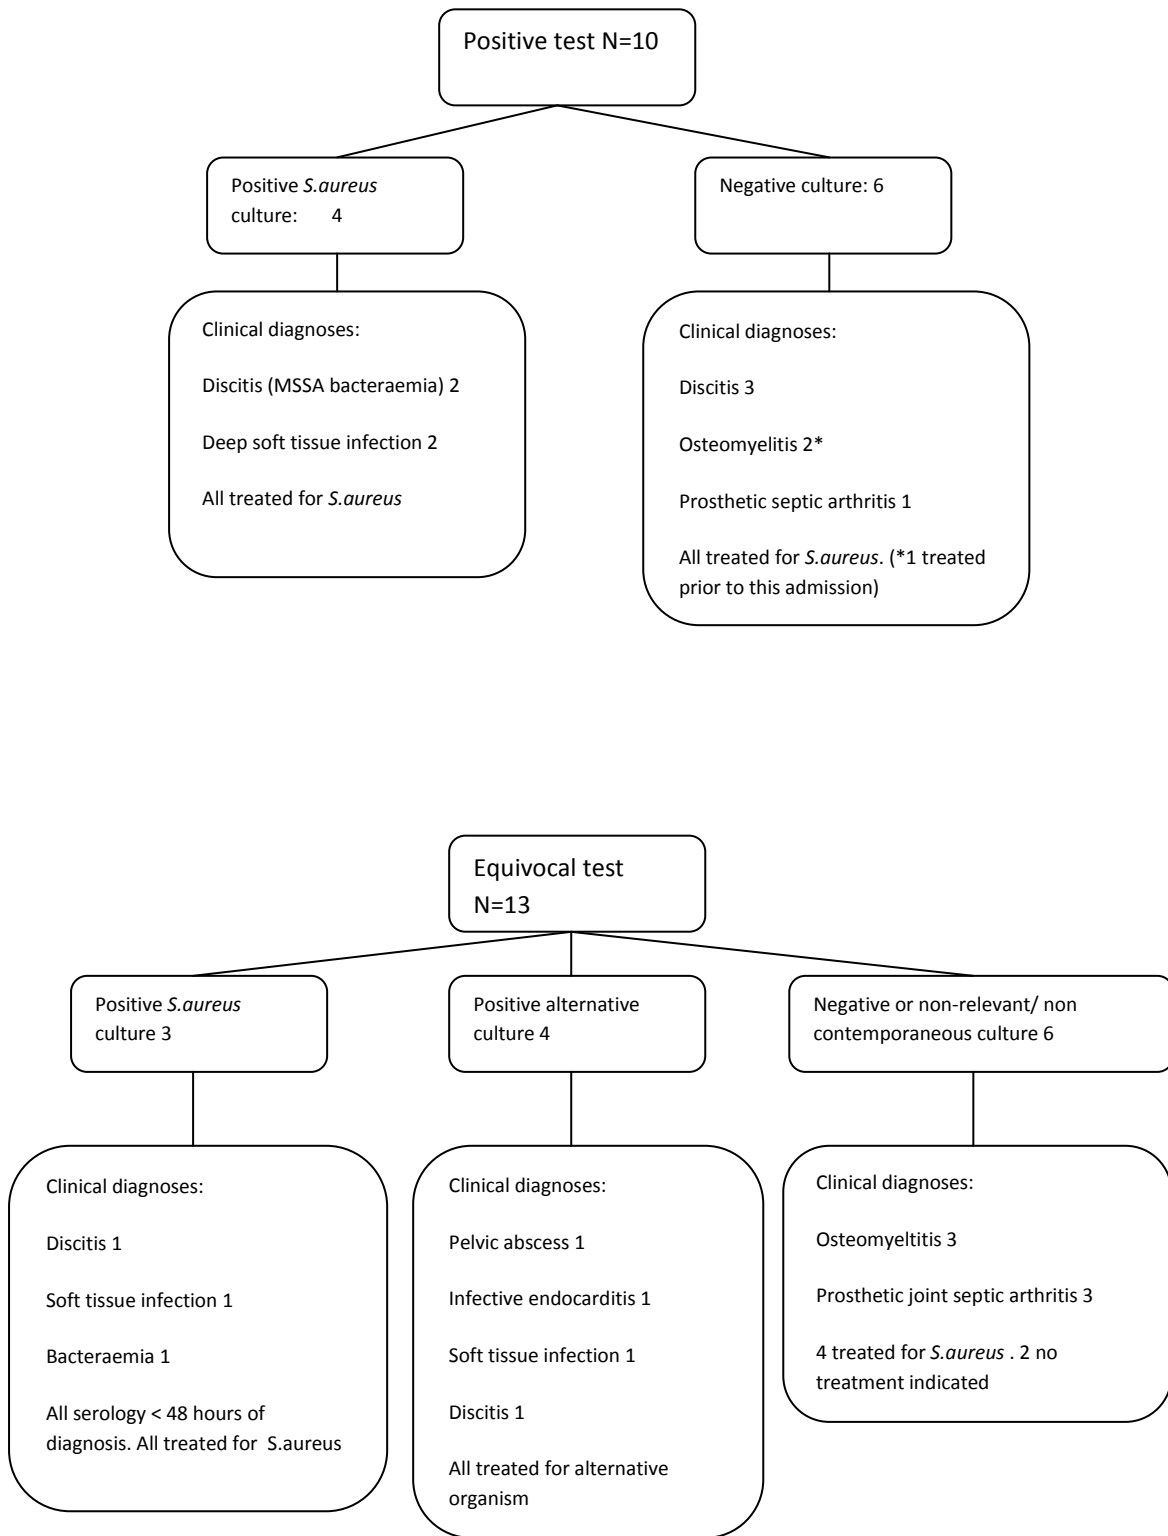 Positive test N=10
Positive S.aureus
culture: 4
Negative culture: 6
Clinical diagnoses:
Discitis (MSSA bacteraemia) 2
Deep soft tissue infection 2
All treated for S.aureus
Clinical diagnoses:
Discitis 3
Osteomyelitis 2*
Prosthetic septic arthritis 1
All treated for S.aureus. (*1 treated
prior to this admission)
Equivocal test
N=13
Positive S.aureus
culture 3
Positive alternative
culture 4
Negative or non-relevant/ non
contemporaneous culture 6
Clinical diagnoses:
Discitis 1
Soft tissue infection 1
Bacteraemia 1
All serology < 48 hours of
diagnosis. All treated for S.aureus
Clinical diagnoses:
Pelvic abscess 1
Infective endocarditis 1
Soft tissue infection 1
Discitis 1
All treated for alternative
organism
Clinical diagnoses:
Osteomyeltitis 3
Prosthetic joint septic arthritis 3
4 treated for S.aureus . 2 no
treatment indicated